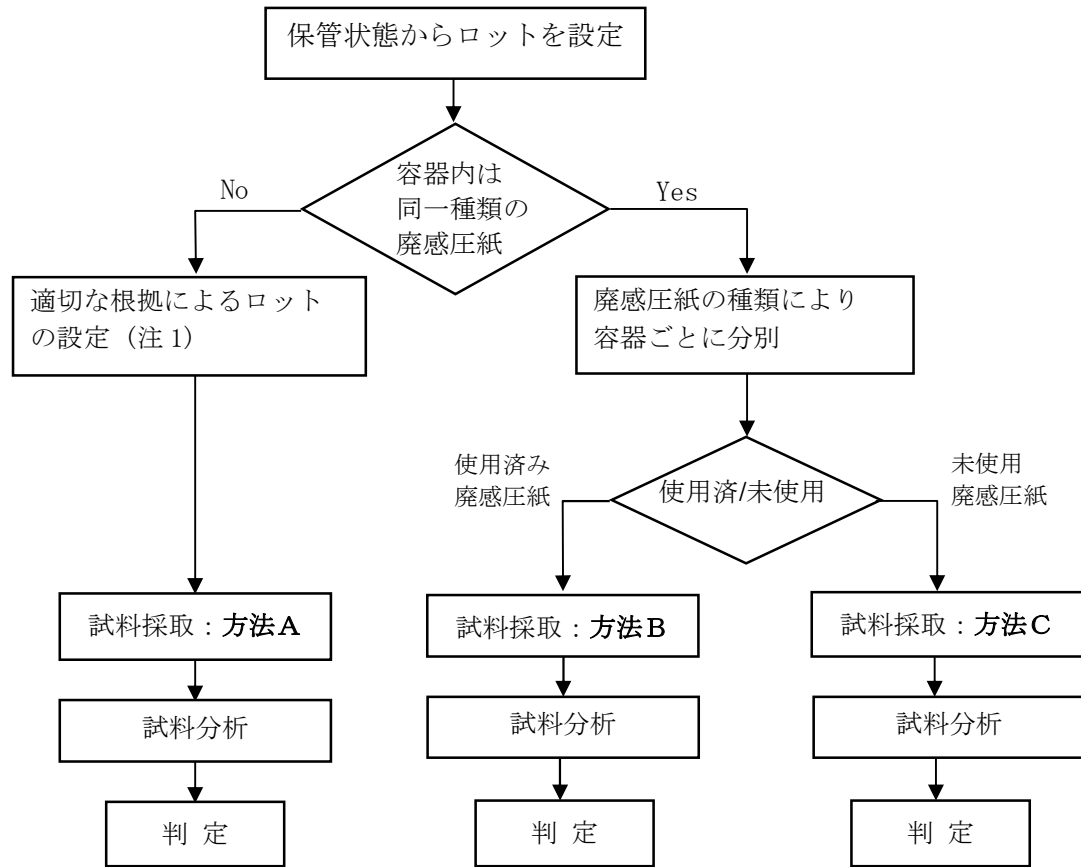 保管状態からロットを設定
容器内は
同一種類の
廃感圧紙
No
Yes
適切な根拠によるロット
の設定（注1）
廃感圧紙の種類により
容器ごとに分別
使用済み
廃感圧紙
使用済/未使用
未使用
廃感圧紙
試料採取：方法A
試料採取：方法B
試料採取：方法C
試料分析
試料分析
試料分析
判 定
判 定
判 定